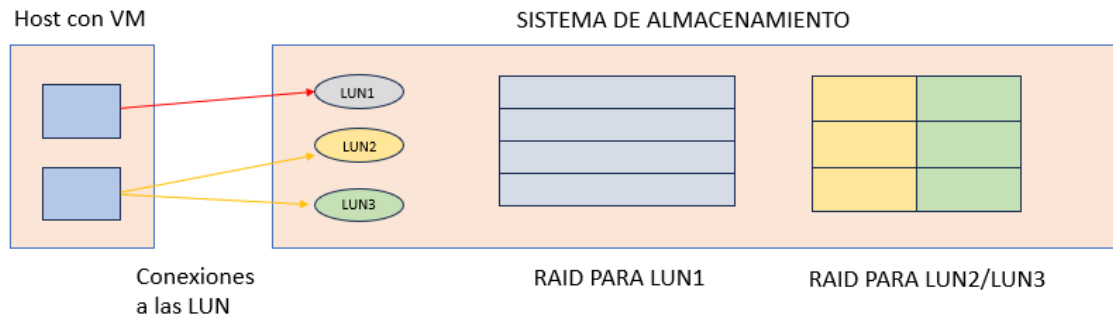 Host con VM
SISTEMA DE ALMACENAMIENTO
LUN1
LUN2
LUN3
Conexiones
a las LUN
RAID PARA LUN1
RAID PARA LUN2/LUN3